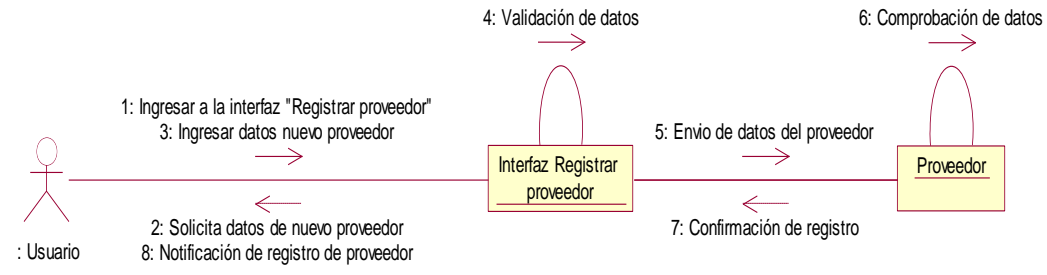 4: Validación de datos
6: Comprobación de datos
1: Ingresar a la interfaz "Registrar proveedor"
3: Ingresar datos nuevo proveedor
5: Envio de datos del proveedor
Interfaz Registrar
proveedor
Proveedor
2: Solicita datos de nuevo proveedor
8: Notificación de registro de proveedor
7: Confirmación de registro
: Usuario